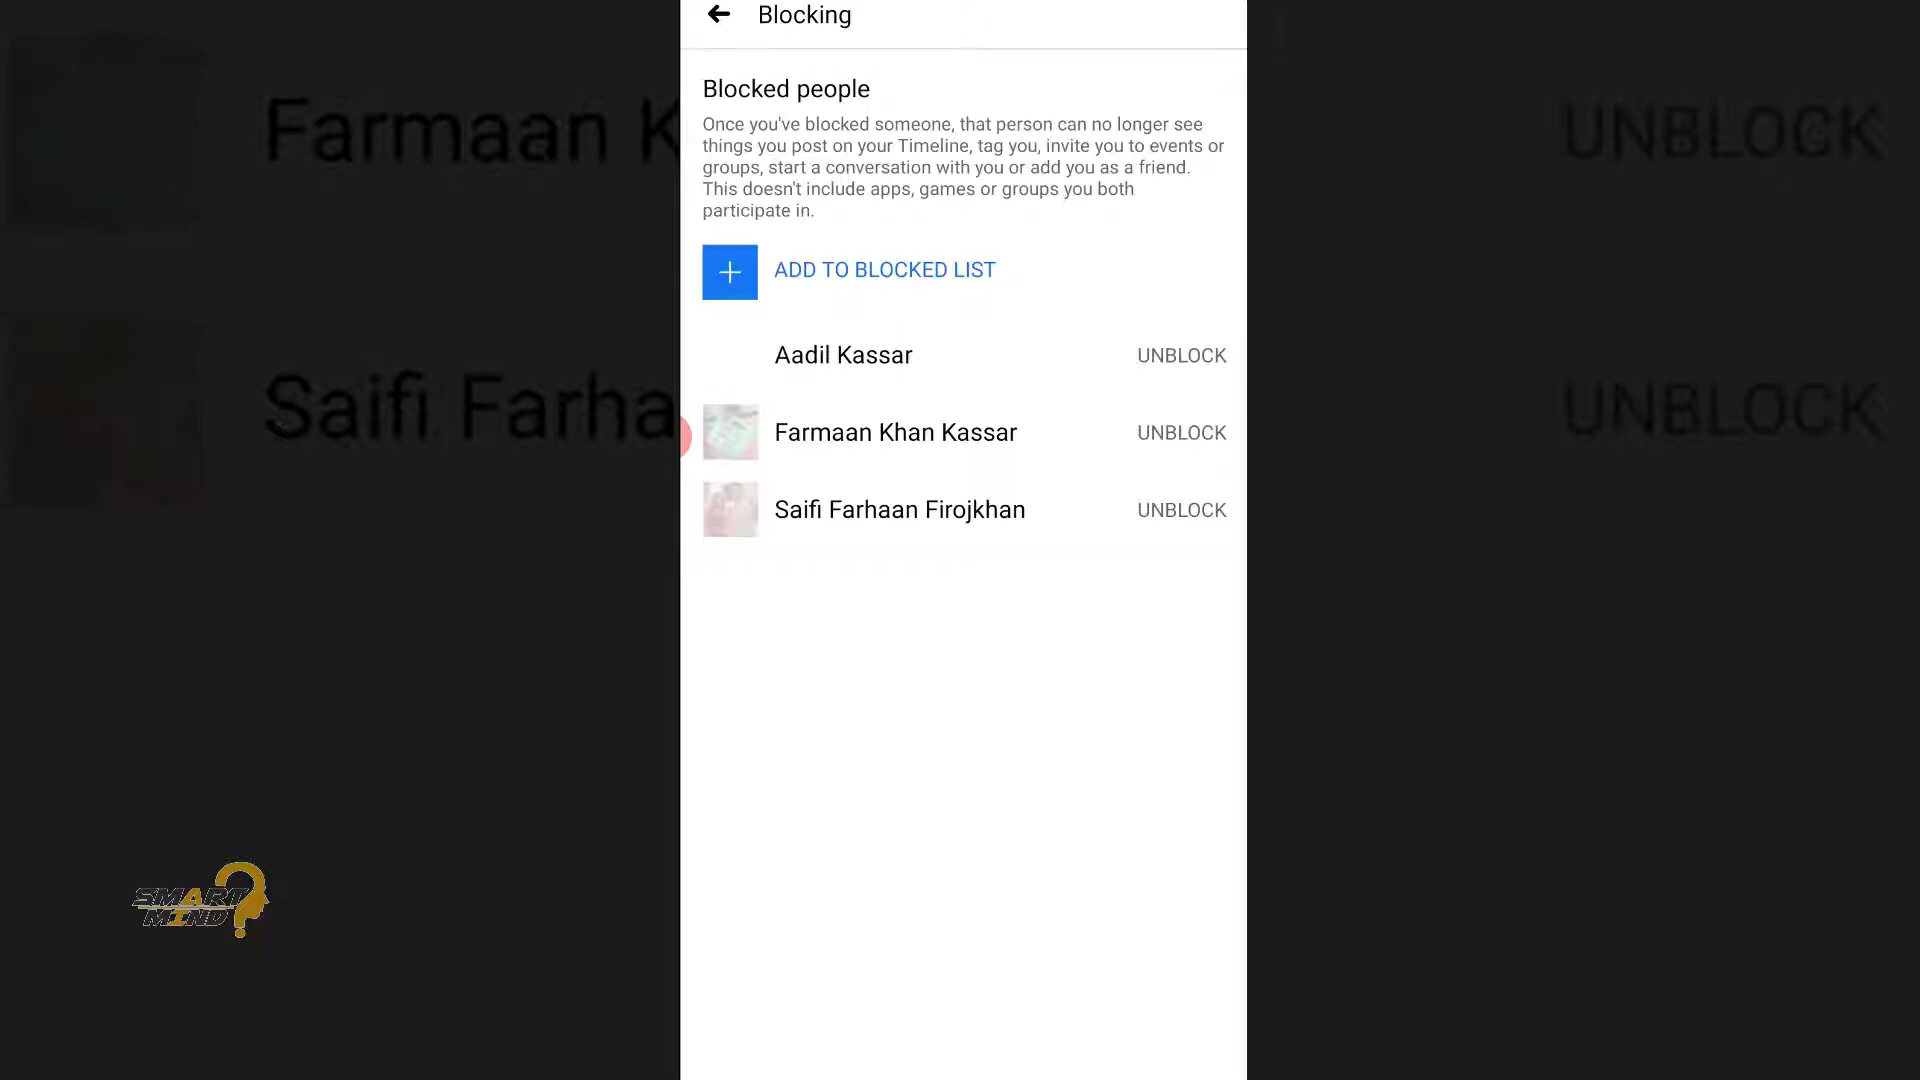 Blocking
Blocked people
Once you've blocked someone, that person can no longer see
things you post on your Timeline, tag you, invite you to events or
groups, start a conversation with you or add you as a friend.
This doesn't include apps, games or groups you both
participate in.
ADD TO BLOCKED LIST
Aadil Kassar UNBLOCK
Farmaan Khan Kassar UNBLOCK
Saifi Farhaan Firojkhan UNBLOCK
Farmaan K UNBLOCK
Saifi Farha UNBLOCK
SMART
MIND